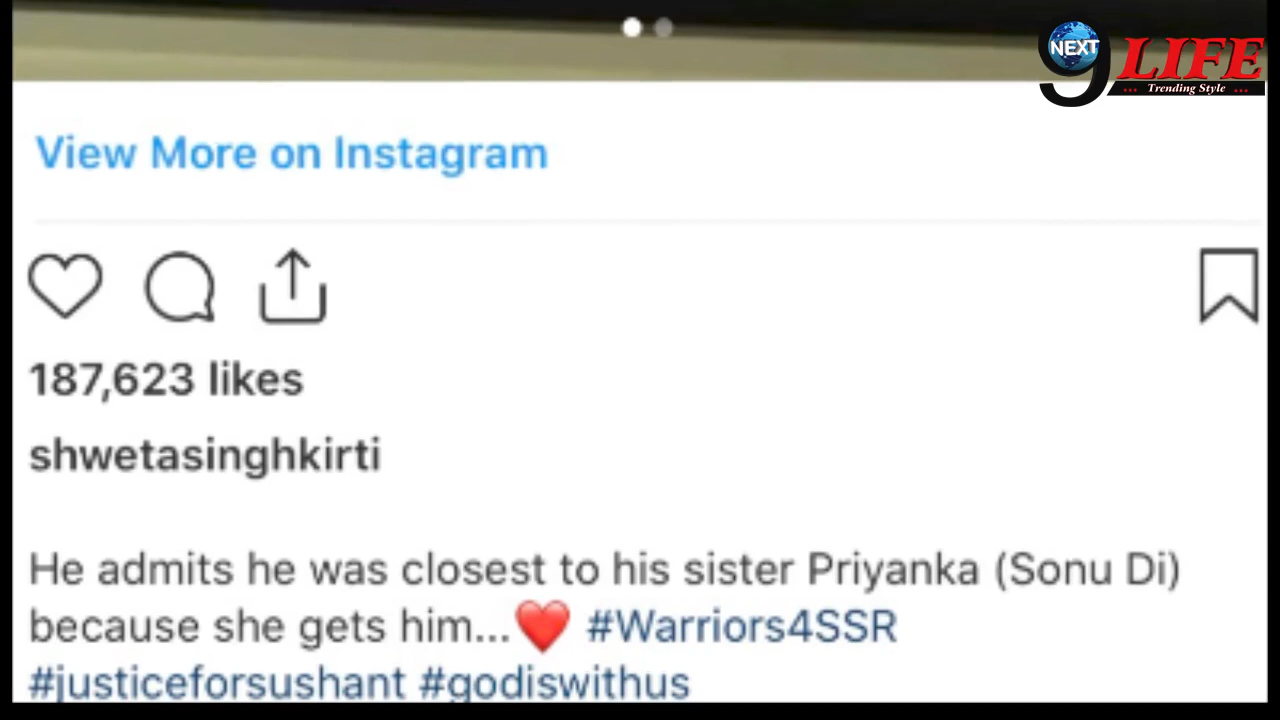 NEXT
9 LIFE
... Trending Style ...
View More on Instagram
187,623 likes
shwetasinghkirti
He admits he was closest to his sister Priyanka (Sonu Di)
because she gets him...❤️ #Warriors4SSR
#justiceforsushant #godiswithus